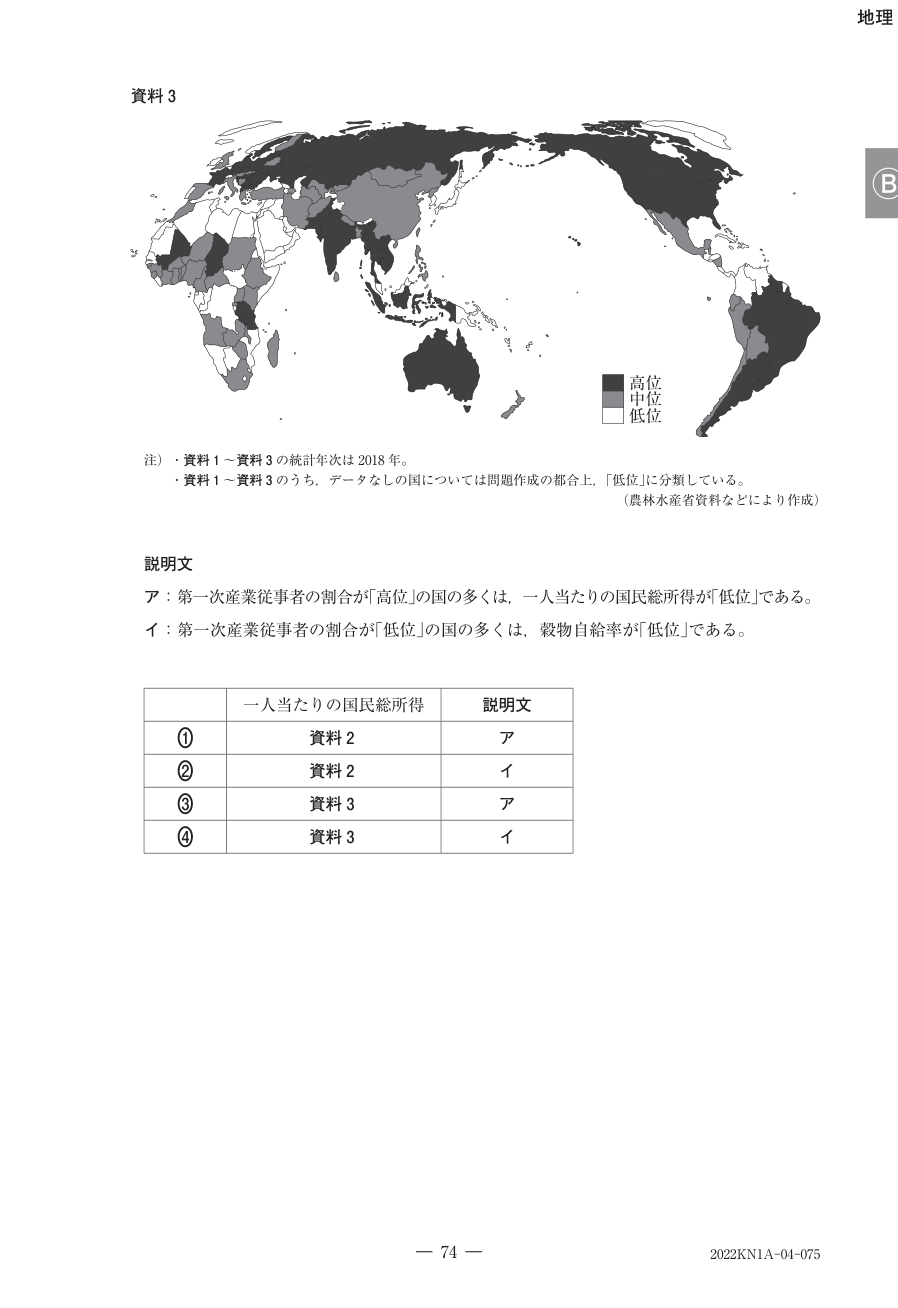 地理
B
資料 3
高位
中位
低位
注） ・資料 1 ～資料 3 の統計年次は 2018 年。
・資料 1 ～資料 3 のうち，データなしの国については問題作成の都合上，「低位」に分類している。
（農林水産省資料などにより作成）
説明文
ア：第一次産業従事者の割合が「高位」の国の多くは，一人当たりの国民総所得が「低位」である。
イ：第一次産業従事者の割合が「低位」の国の多くは，穀物自給率が「低位」である。
一人当たりの国民総所得 説明文
① 資料 2 ア
② 資料 2 イ
③ 資料 3 ア
④ 資料 3 イ
― 74 ―
2022KN1A-04-075